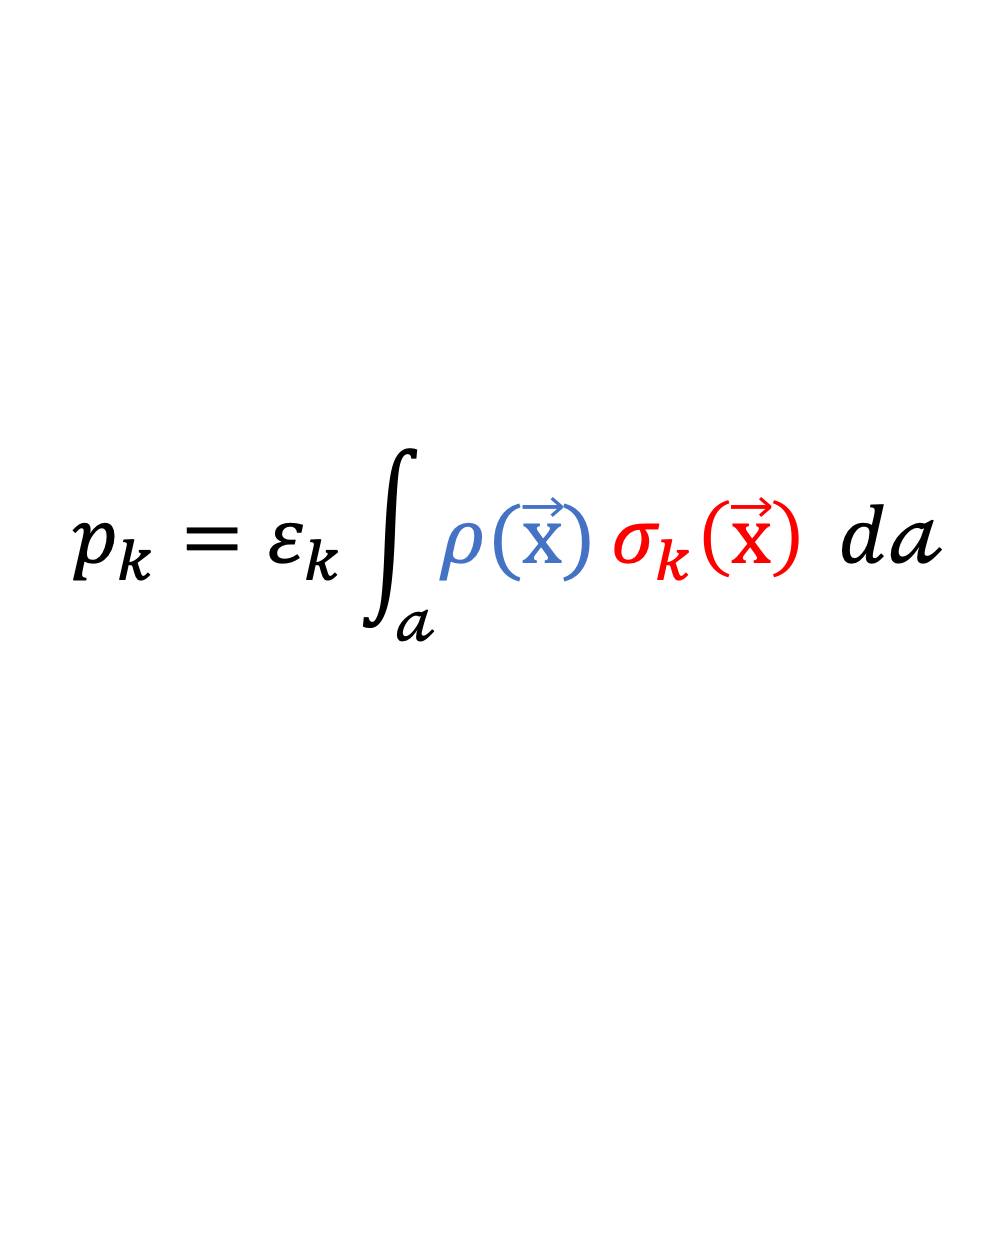 p_k = ε_k ∫_a ρ(x⃗) σ_k(x⃗) da